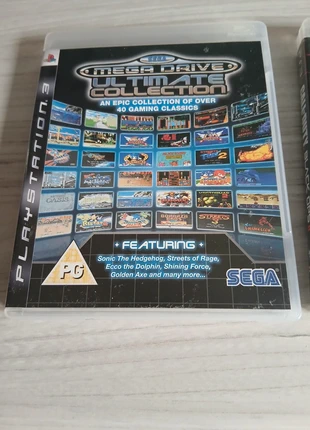 SEGA
MEGA DRIVE
ULTIMATE
COLLECTION
AN EPIC COLLECTION OF OVER
40 GAMING CLASSICS
PLAYSTATION 3
• FEATURING •
Sonic The Hedgehog, Streets of Rage,
Ecco the Dolphin, Shining Force,
Golden Axe and many more...
PG
SEGA